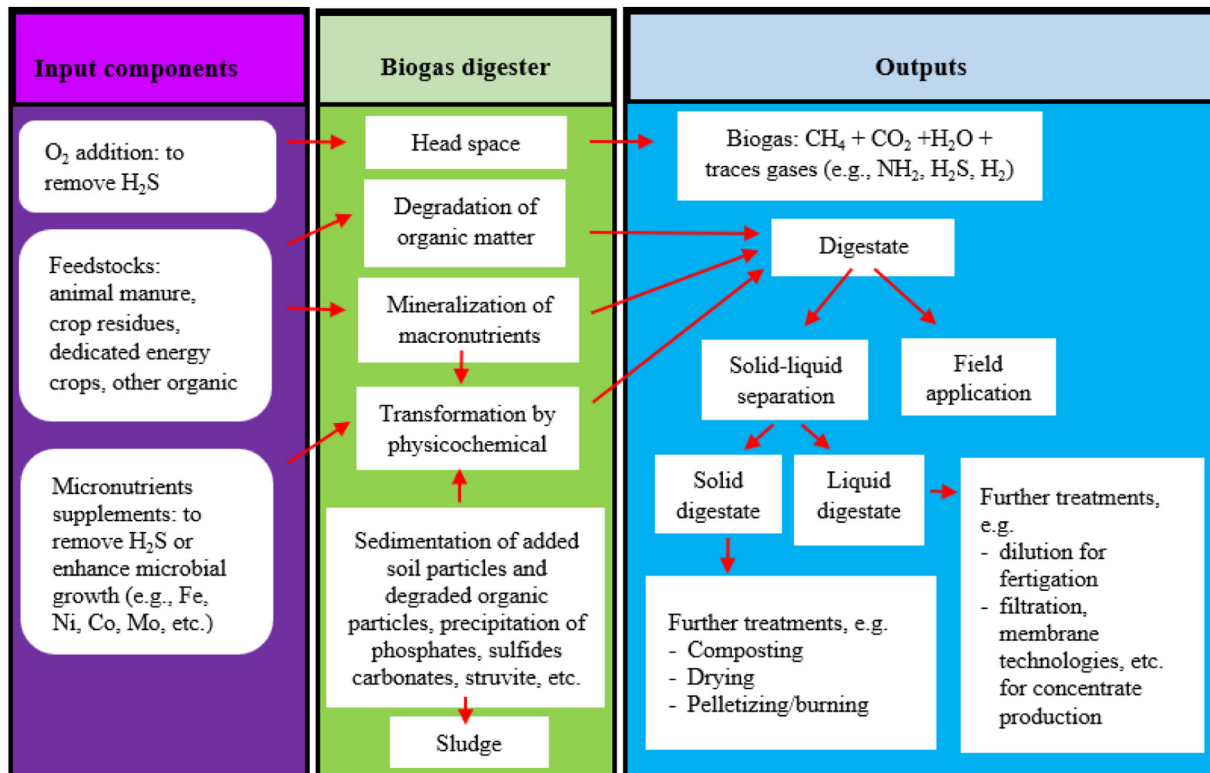 Input components
O₂ addition: to
remove H₂S
Feedstocks:
animal manure,
crop residues,
dedicated energy
crops, other organic
Micronutrients
supplements: to
remove H₂S or
enhance microbial
growth (e.g., Fe,
Ni, Co, Mo, etc.)
Biogas digester
Head space
Degradation of
organic matter
Mineralization of
macronutrients
Transformation by
physicochemical
Sedimentation of added
soil particles and
degraded organic
particles, precipitation of
phosphates, sulfides
carbonates, struvite, etc.
Sludge
Outputs
Biogas: CH₄ + CO₂ +H₂O +
traces gases (e.g., NH₂, H₂S, H₂)
Digestate
Solid-liquid
separation
Field
application
Solid
digestate
Liquid
digestate
Further treatments, e.g.
- Composting
- Drying
- Pelletizing/burning
Further treatments,
e.g.
- dilution for
fertigation
- filtration,
membrane
technologies, etc.
for concentrate
production